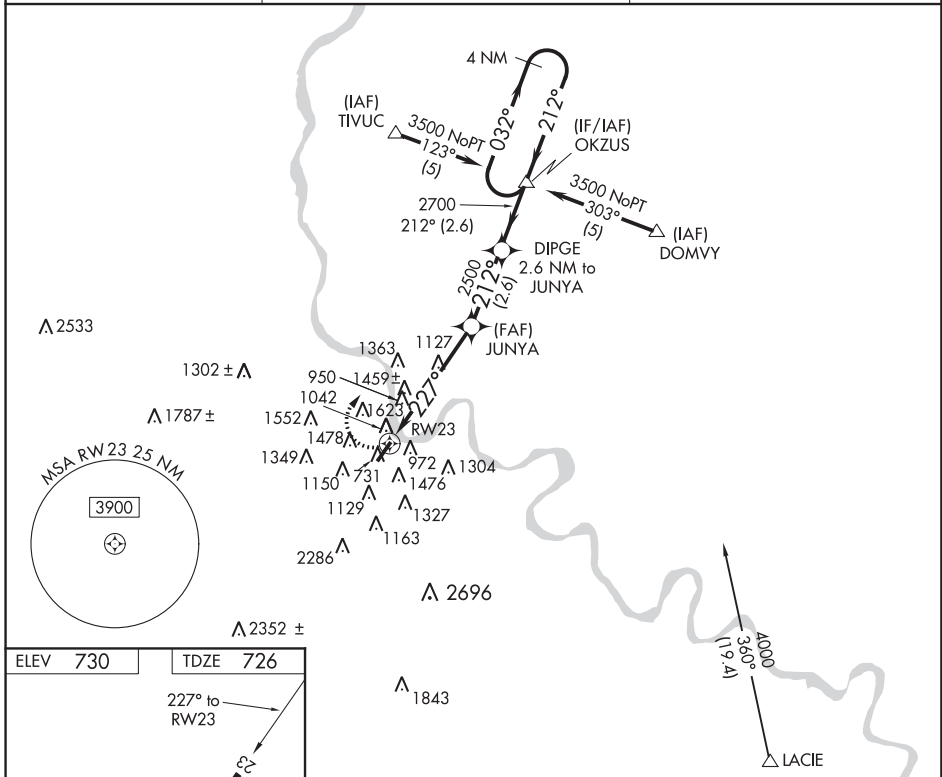 4 NM
032°
212°
(IAF)
TIVUC
3500 NoPT
123°
(5)
(IF/IAF)
OKZUS
3500 NoPT
303°
(5)
(IAF)
DOMVY
2700
212° (2.6)
DIPGE
2.6 NM to
JUNYA
2500
212°
(2.6)
(FAF)
JUNYA
2533
1363
1127
1302 ±
950
1459 ±
227°
1042
1787 ±
1552
1623
RW23
1478
1349
972
1304
1150
731
1476
1129
1327
1163
2286
MSA RW 23 25 NM
3900
2696
2352 ±
4000
360°
(19.4)
1843
LACIE
ELEV 730
TDZE 726
227° to
RW23
23